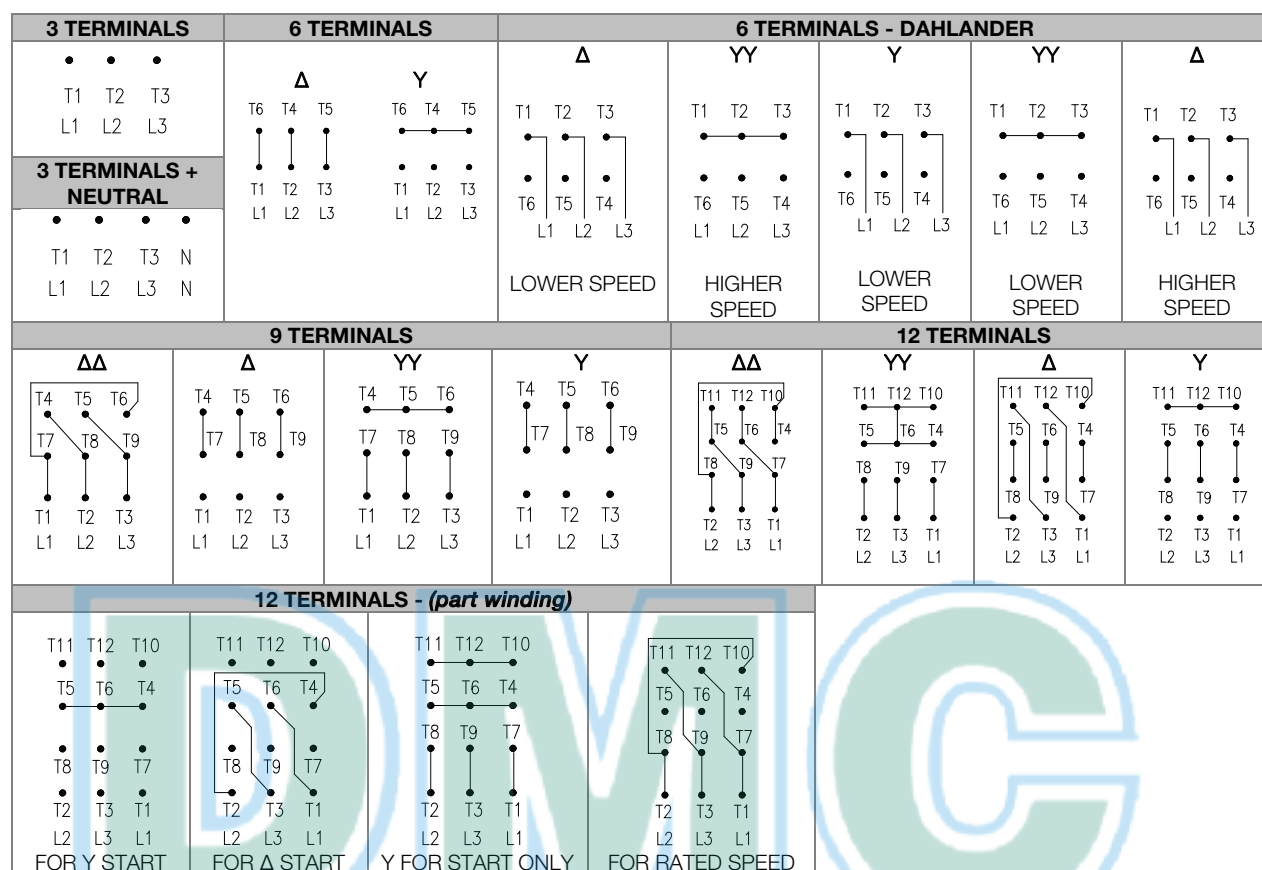 3 TERMINALS
T1 T2 T3
L1 L2 L3
3 TERMINALS +
NEUTRAL
T1 T2 T3 N
L1 L2 L3 N
6 TERMINALS
Δ Y
T6 T4 T5 T6 T4 T5
T1 T2 T3 T1 T2 T3
L1 L2 L3 L1 L2 L3
6 TERMINALS - DAHLANDER
Δ
T1 T2 T3
T6 T5 T4
L1 L2 L3
LOWER SPEED
YY
T1 T2 T3
T6 T5 T4
L1 L2 L3
HIGHER
SPEED
Y
T1 T2 T3
T6 T5 T4
L1 L2 L3
LOWER
SPEED
YY
T1 T2 T3
T6 T5 T4
L1 L2 L3
LOWER
SPEED
Δ
T1 T2 T3
T6 T5 T4
L1 L2 L3
HIGHER
SPEED
9 TERMINALS
ΔΔ
T4 T5 T6
T7 T8 T9
T1 T2 T3
L1 L2 L3
Δ
T4 T5 T6
T7 T8 T9
T1 T2 T3
L1 L2 L3
YY
T4 T5 T6
T7 T8 T9
T1 T2 T3
L1 L2 L3
Y
T4 T5 T6
T7 T8 T9
T1 T2 T3
L1 L2 L3
12 TERMINALS
ΔΔ
T11 T12 T10
T5 T6 T4
T8 T9 T7
T2 T3 T1
L2 L3 L1
YY
T11 T12 T10
T5 T6 T4
T8 T9 T7
T2 T3 T1
L2 L3 L1
Δ
T11 T12 T10
T5 T6 T4
T8 T9 T7
T2 T3 T1
L2 L3 L1
Y
T11 T12 T10
T5 T6 T4
T8 T9 T7
T2 T3 T1
L2 L3 L1
12 TERMINALS - (part winding)
T11 T12 T10
T5 T6 T4
T8 T9 T7
T2 T3 T1
L2 L3 L1
FOR Y START
T11 T12 T10
T5 T6 T4
T8 T9 T7
T2 T3 T1
L2 L3 L1
FOR Δ START
T11 T12 T10
T5 T6 T4
T8 T9 T7
T2 T3 T1
L2 L3 L1
Y FOR START ONLY
T11 T12 T10
T5 T6 T4
T8 T9 T7
T2 T3 T1
L2 L3 L1
FOR RATED SPEED
DMC